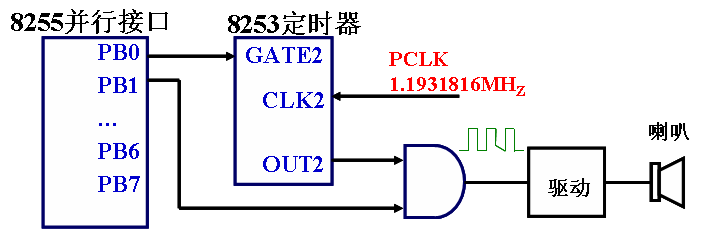 8255并行接口
8253定时器
PB0
GATE2
PCLK
PB1
1.1931816MHZ
CLK2
...
喇叭
PB6
OUT2
PB7
驱动